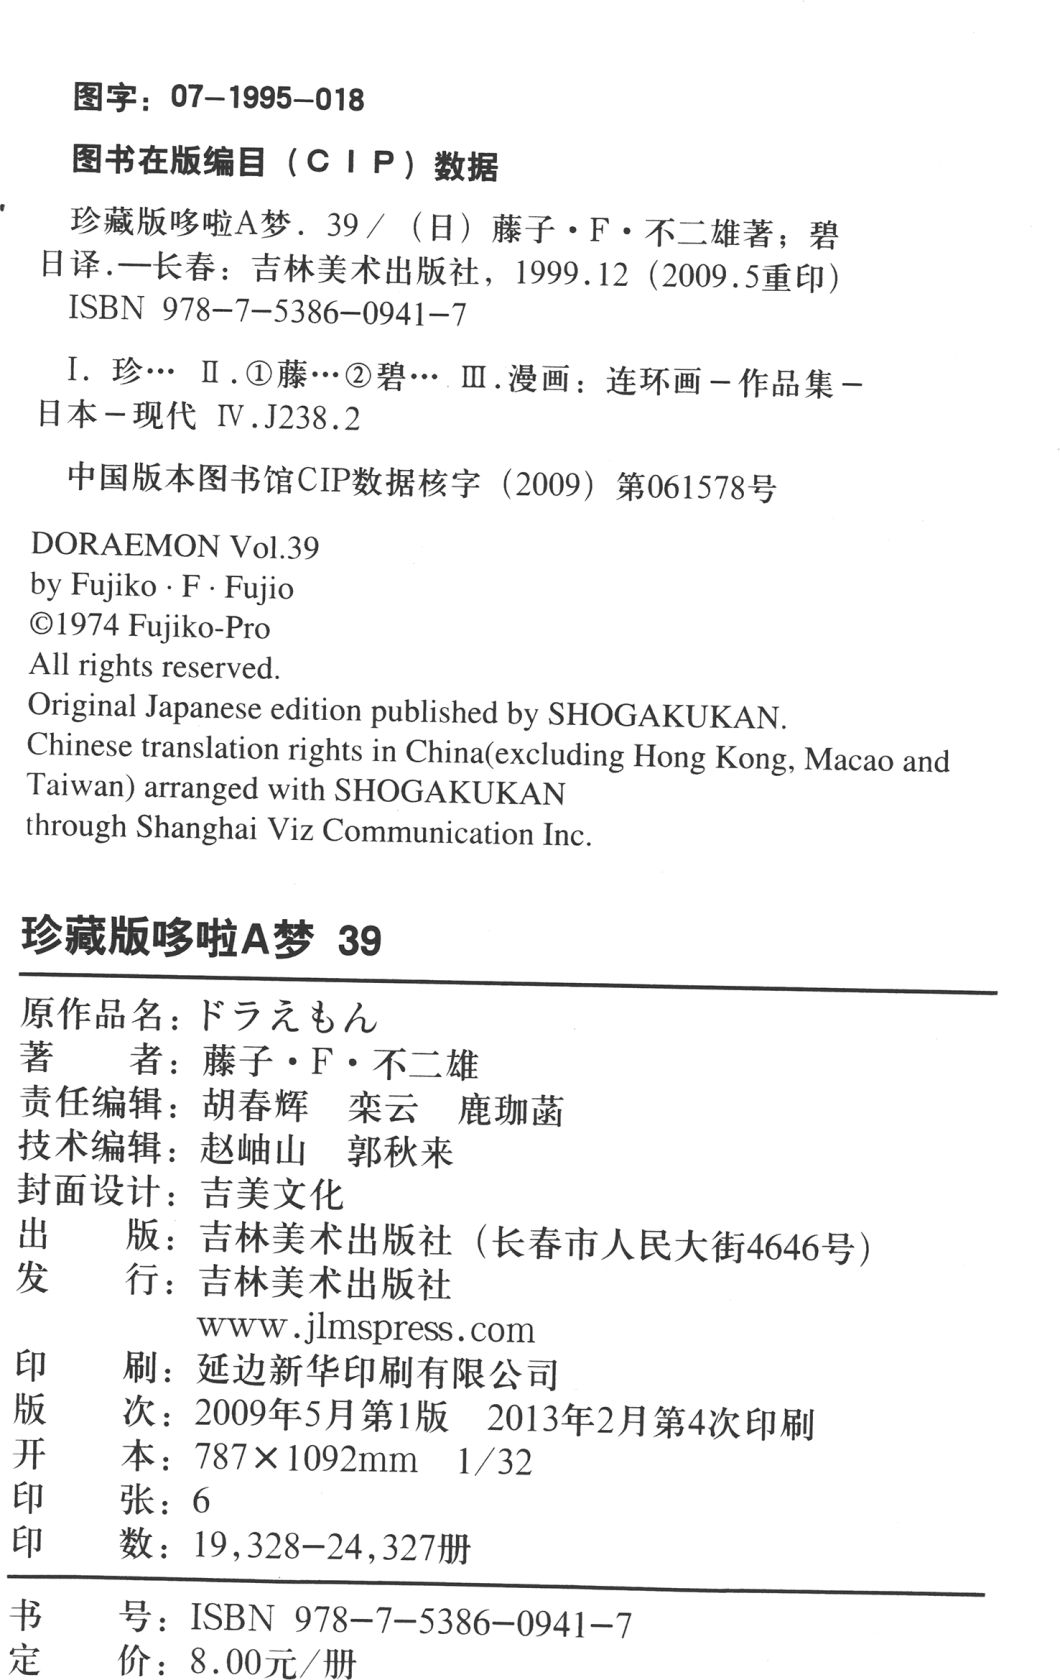 图字：07-1995-018
图书在版编目（CIP）数据
珍藏版哆啦A梦．39／（日）藤子・F・不二雄著；碧
日译.—长春：吉林美术出版社，1999.12（2009.5重印）
ISBN 978-7-5386-0941-7
Ⅰ. 珍… Ⅱ.①藤…②碧… Ⅲ.漫画：连环画－作品集－
日本－现代 Ⅳ.J238.2
中国版本图书馆CIP数据核字（2009）第061578号
DORAEMON Vol.39
by Fujiko · F · Fujio
©1974 Fujiko-Pro
All rights reserved.
Original Japanese edition published by SHOGAKUKAN.
Chinese translation rights in China(excluding Hong Kong, Macao and
Taiwan) arranged with SHOGAKUKAN
through Shanghai Viz Communication Inc.
珍藏版哆啦A梦 39
原作品名：ドラえもん
著　　者：藤子・F・不二雄
责任编辑：胡春辉　栾云　鹿珈菡
技术编辑：赵岫山　郭秋来
封面设计：吉美文化
出　　版：吉林美术出版社（长春市人民大街4646号）
发　　行：吉林美术出版社
www.jlmspress.com
印　　刷：延边新华印刷有限公司
版　　次：2009年5月第1版　2013年2月第4次印刷
开　　本：787×1092mm　1/32
印　　张：6
印　　数：19,328-24,327册
书　　号：ISBN 978-7-5386-0941-7
定　　价：8.00元/册